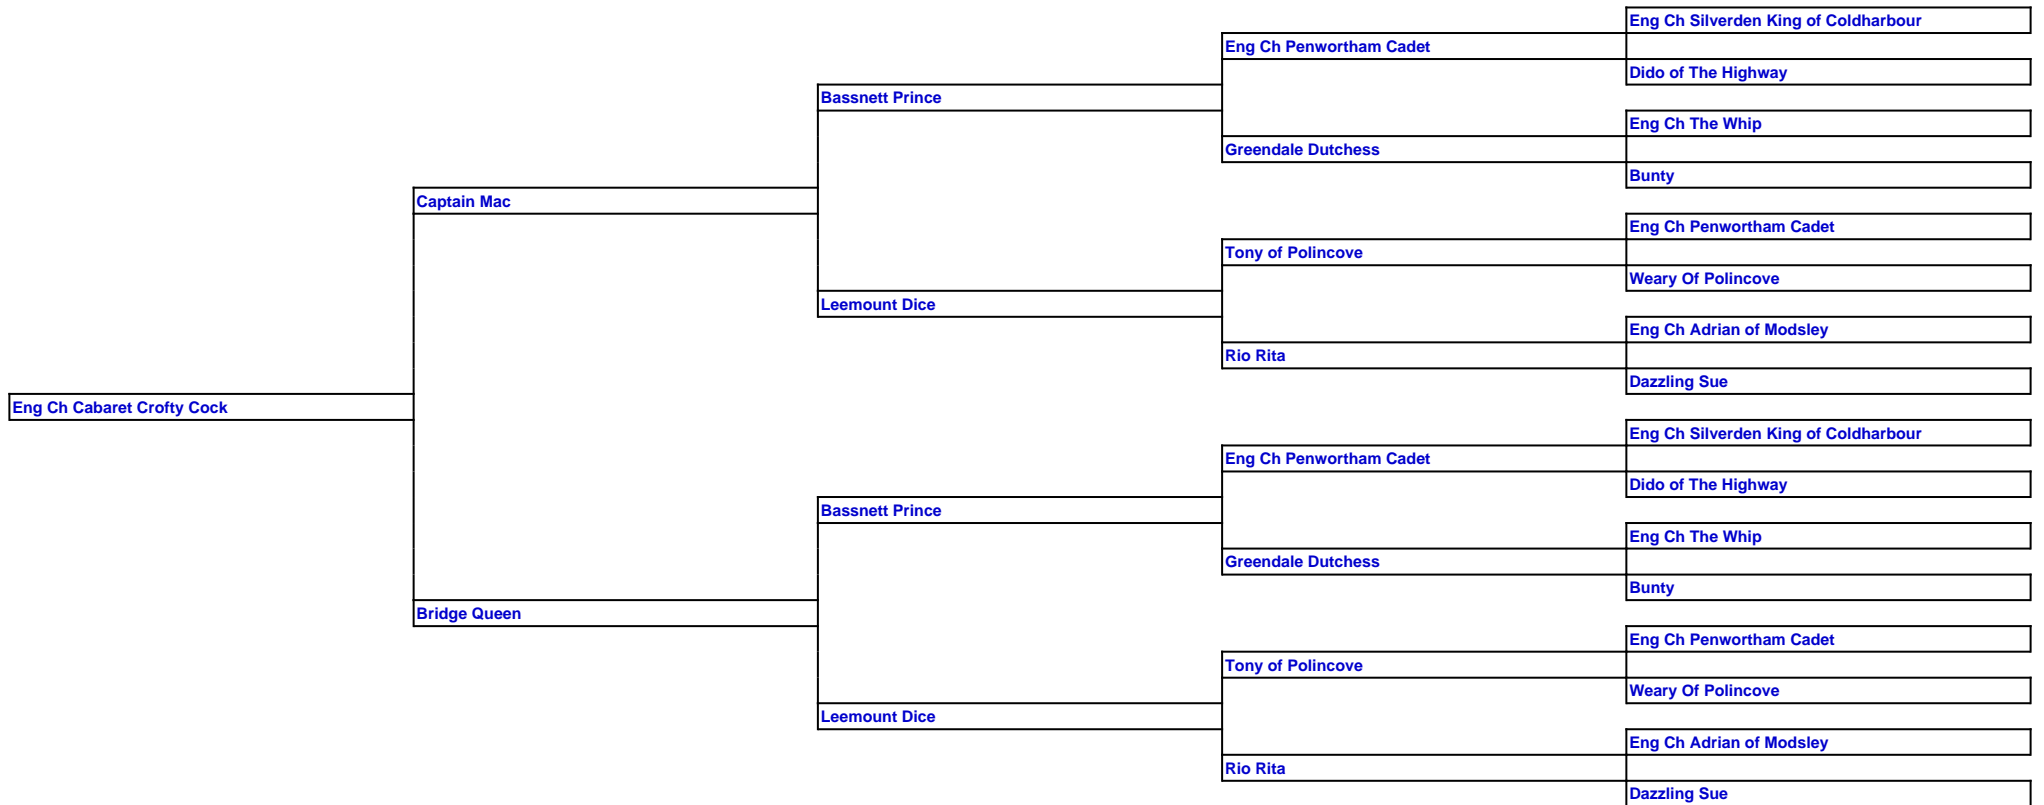 Eng Ch Silverden King of Coldharbour
Eng Ch Penwortham Cadet
Dido of The Highway
Bassnett Prince
Eng Ch The Whip
Greendale Dutchess
Bunty
Captain Mac
Eng Ch Penwortham Cadet
Tony of Polincove
Weary Of Polincove
Leemount Dice
Eng Ch Adrian of Modsley
Rio Rita
Dazzling Sue
Eng Ch Cabaret Crofty Cock
Eng Ch Silverden King of Coldharbour
Eng Ch Penwortham Cadet
Dido of The Highway
Bassnett Prince
Eng Ch The Whip
Greendale Dutchess
Bunty
Bridge Queen
Eng Ch Penwortham Cadet
Tony of Polincove
Weary Of Polincove
Leemount Dice
Eng Ch Adrian of Modsley
Rio Rita
Dazzling Sue